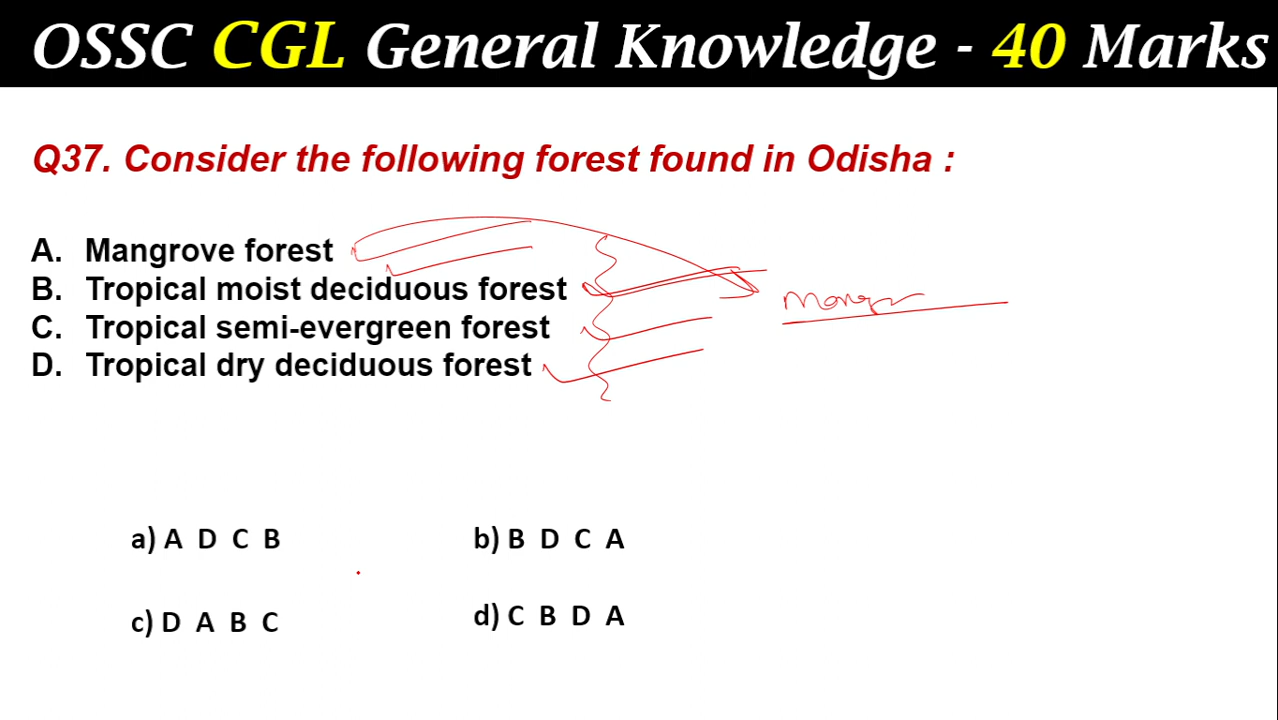 OSSC CGL General Knowledge - 40 Marks
Q37. Consider the following forest found in Odisha :
A. Mangrove forest
B. Tropical moist deciduous forest
C. Tropical semi-evergreen forest
D. Tropical dry deciduous forest
a) A D C B
b) B D C A
c) D A B C
d) C B D A